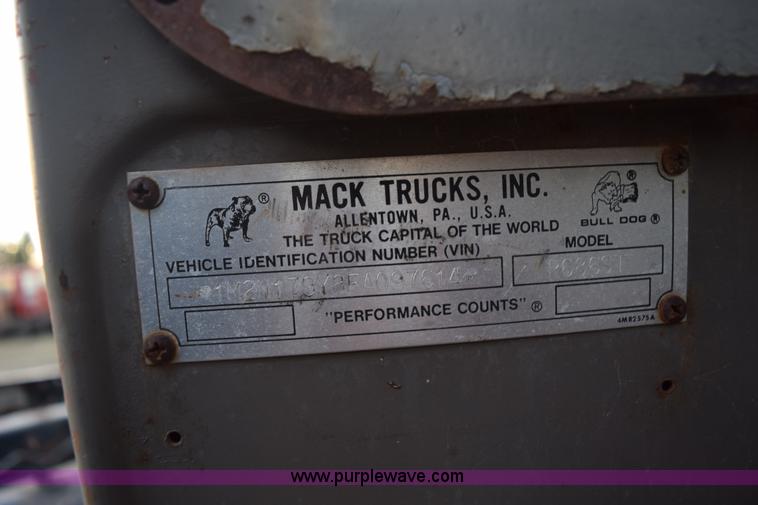 MACK TRUCKS, INC.
ALLENTOWN, PA., U.S.A.
THE TRUCK CAPITAL OF THE WORLD
BULL DOG ®
VEHICLE IDENTIFICATION NUMBER (VIN)
MODEL
"PERFORMANCE COUNTS" ®
4MR2575A
www.purplewave.com